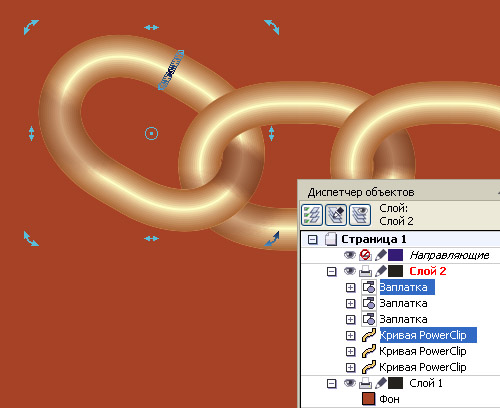 Диспетчер объектов
Слой:
Слой 2
Страница 1
Направляющие
Слой 2
Заплатка
Заплатка
Заплатка
Кривая PowerClip
Кривая PowerClip
Кривая PowerClip
Слой 1
Фон